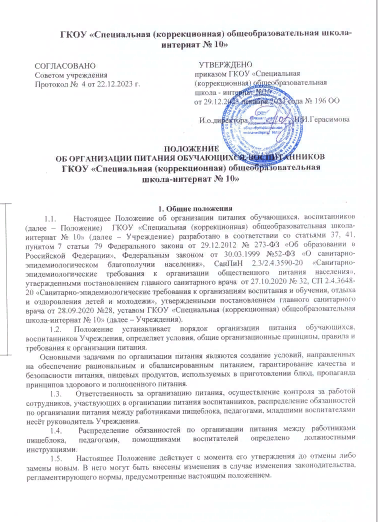 ГКОУ «Специальная (коррекционная) общеобразовательная школа-
интернат № 10»
СОГЛАСОВАНО
Советом учреждения
Протокол № 4 от 22.12.2023 г.
УТВЕРЖДЕНО
приказом ГКОУ «Специальная
(коррекционная) общеобразовательная
школа - интернат №10»
от 29.12.2023 года № 196 ОО
И.о.директора Н.И.Герасимова
ПОЛОЖЕНИЕ
ОБ ОРГАНИЗАЦИИ ПИТАНИЯ ОБУЧАЮЩИХСЯ, ВОСПИТАННИКОВ
ГКОУ «Специальная (коррекционная) общеобразовательная
школа-интернат № 10»
1. Общие положения
1.1. Настоящее Положение об организации питания обучающихся, воспитанников
(далее – Положение) ГКОУ «Специальная (коррекционная) общеобразовательная школа-
интернат № 10» (далее – Учреждение) разработано в соответствии со статьями 37, 41,
пунктом 7 статьи 79 Федерального закона от 29.12.2012 № 273-ФЗ «Об образовании в
Российской Федерации», Федеральным законом от 30.03.1999 №52-ФЗ «О санитарно-
эпидемиологическом благополучии населения», СанПиН 2.3/2.4.3590-20 «Санитарно-
эпидемиологические требования к организации общественного питания населения»,
утвержденными постановлением главного санитарного врача от 27.10.2020 № 32, СП 2.4.3648-
20 «Санитарно-эпидемиологические требования к организациям воспитания и обучения, отдыха
и оздоровления детей и молодежи», утвержденными постановлением главного санитарного
врача от 28.09.2020 №28, уставом ГКОУ «Специальная (коррекционная) общеобразовательная
школа-интернат № 10» (далее – Учреждения).
1.2. Положение устанавливает порядок организации питания обучающихся,
воспитанников Учреждения, определяет условия, общие организационные принципы, правила и
требования к организации питания.
Основными задачами по организации питания являются создание условий, направленных
на обеспечение рациональным и сбалансированным питанием, гарантирование качества и
безопасности питания, пищевых продуктов, используемых в приготовлении блюд, пропаганда
принципов здорового и полноценного питания.
1.3. Ответственность за организацию питания, осуществление контроля за работой
сотрудников, участвующих в организации питания воспитанников, распределение обязанностей
по организации питания между работниками пищеблока, педагогами, младшими воспитателями
несёт руководитель Учреждения.
1.4. Распределение обязанностей по организации питания между работниками
пищеблока, педагогами, помощниками воспитателей определено должностными
инструкциями.
1.5. Настоящее Положение действует с момента его утверждения до отмены либо
замены новым. В него могут быть внесены изменения в случае изменения законодательства,
регламентирующего нормы, предусмотренные настоящим положением.